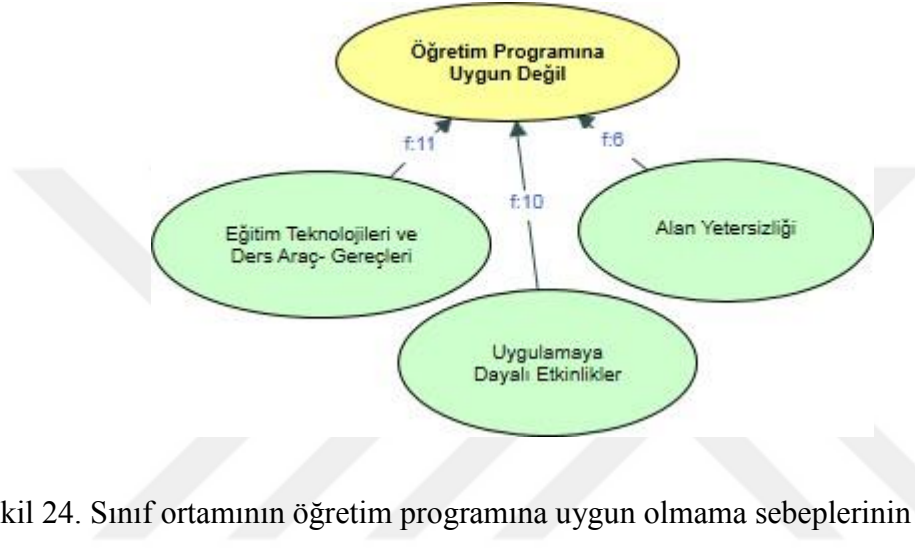 Öğretim Programına
Uygun Değil
f:11
f:6
f:10
Eğitim Teknolojileri ve
Ders Araç- Gereçleri
Alan Yetersizliği
Uygulamaya
Dayalı Etkinlikler
kil 24. Sınıf ortamının öğretim programına uygun olmama sebeplerinin